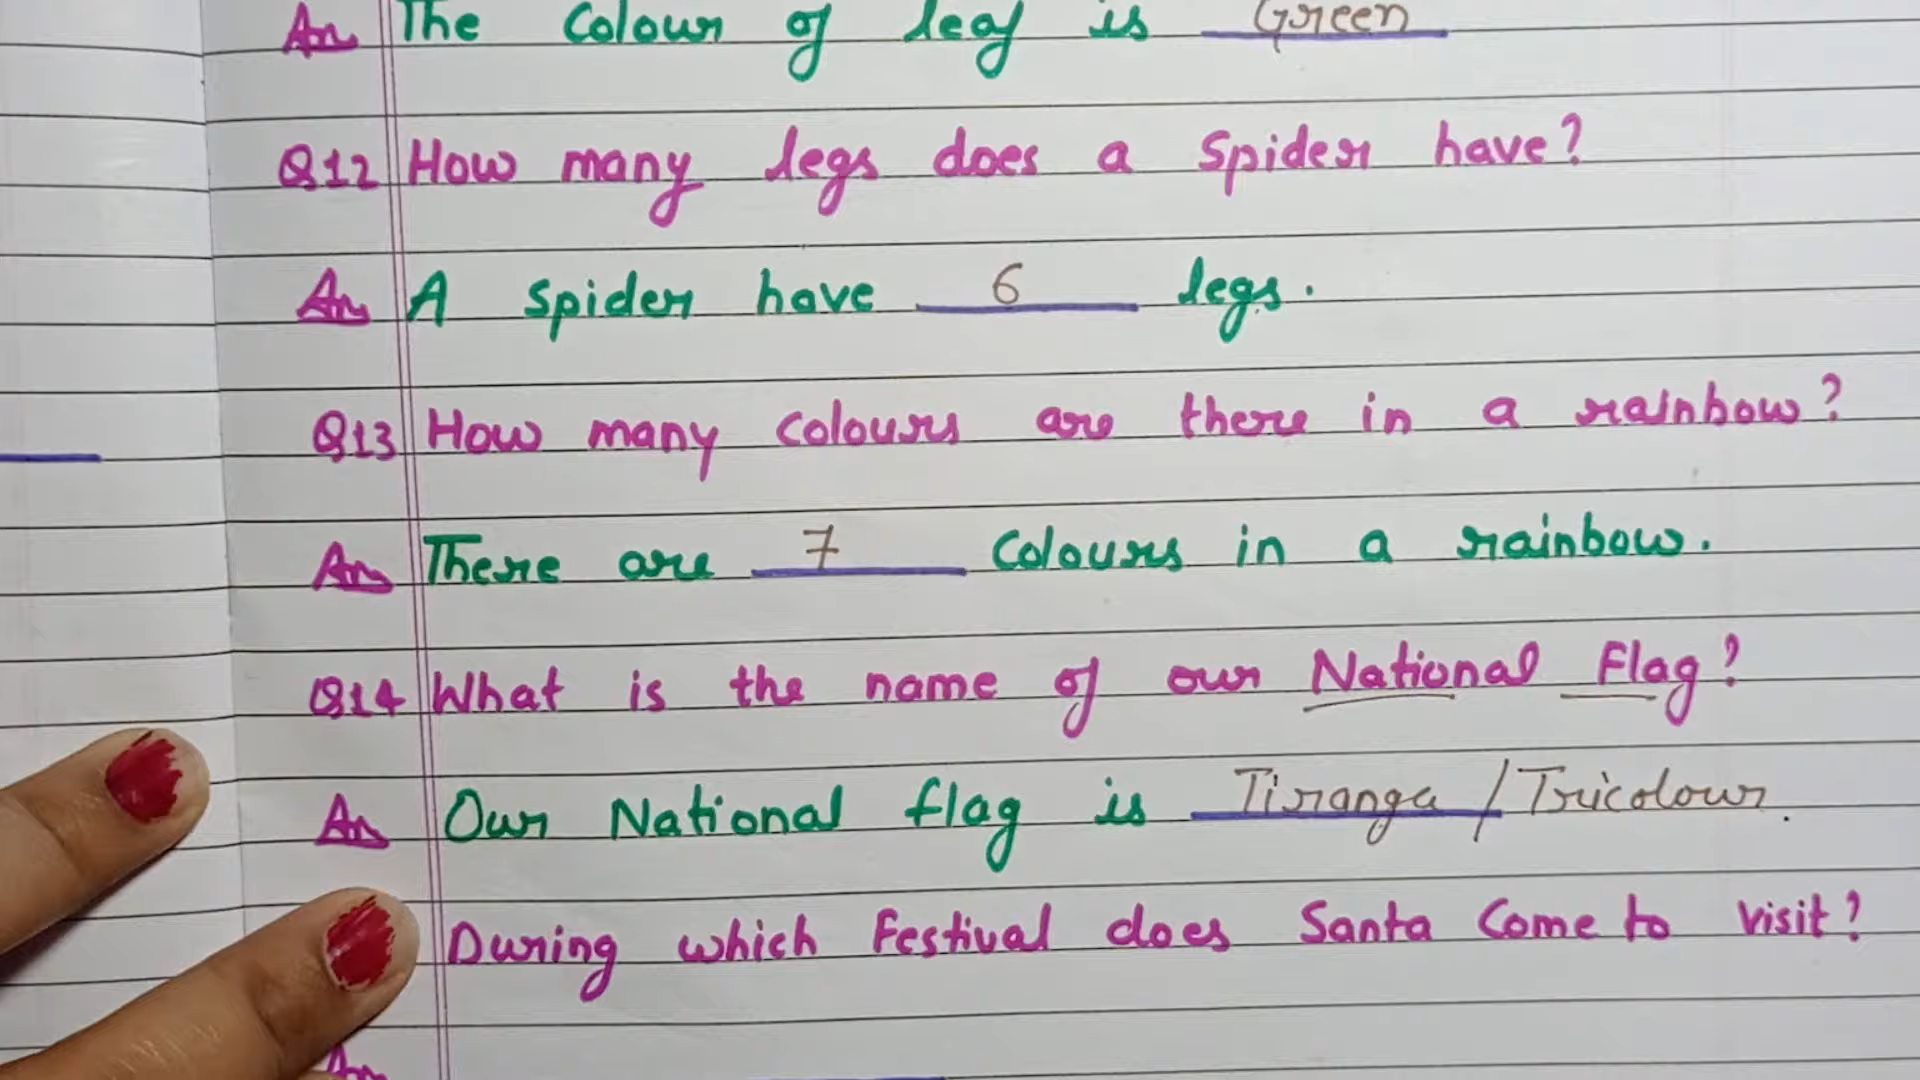 An The Colour of leaf is Green
Q12 How many legs does a Spider have?
An A Spider have 6 legs.
Q13 How many Colours are there in a rainbow?
An There are 7 Colours in a rainbow.
Q14 What is the name of our National Flag?
An Our National flag is Tiranga / Tricolour.
During which Festival does Santa Come to visit?
An